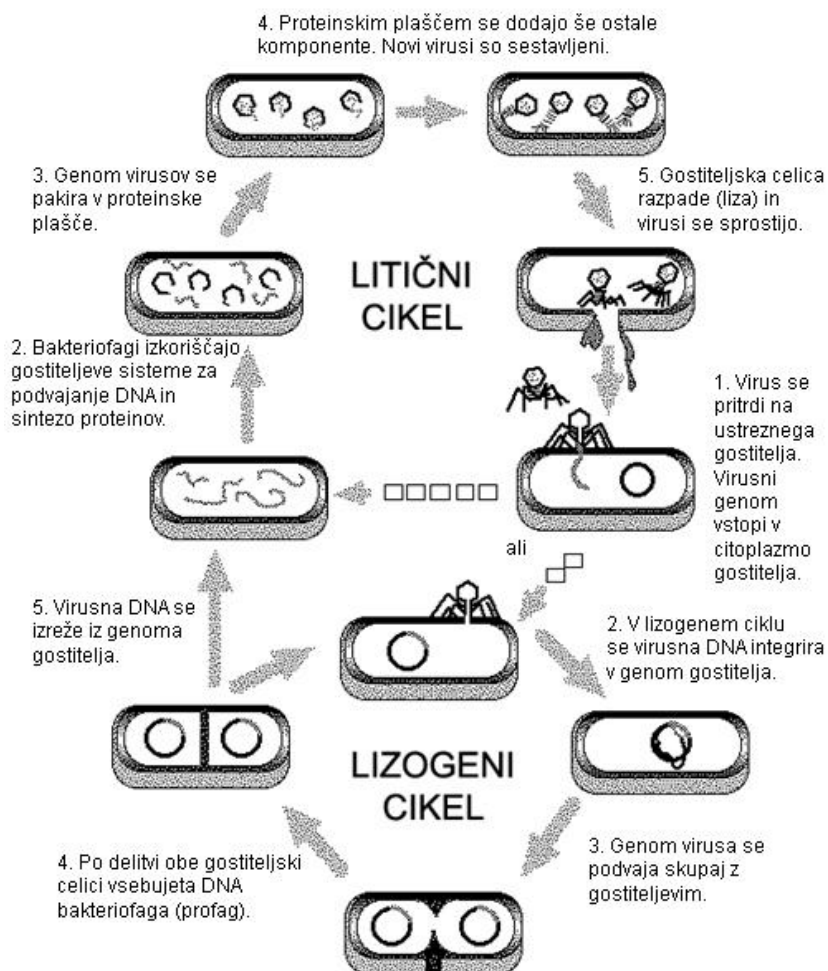 4. Proteinskim plaščem se dodajo še ostale
komponente. Novi virusi so sestavljeni.
3. Genom virusov se
pakira v proteinske
plašče.
5. Gostiteljska celica
razpade (liza) in
virusi se sprostijo.
LITIČNI
CIKEL
2. Bakteriofagi izkoriščajo
gostiteljeve sisteme za
podvajanje DNA in
sintezo proteinov.
1. Virus se
pritrdi na
ustreznega
gostitelja.
Virusni
genom
vstopi v
citoplazmo
gostitelja.
ali
5. Virusna DNA se
izreže iz genoma
gostitelja.
2. V lizogenem ciklu
se virusna DNA integrira
v genom gostitelja.
LIZOGENI
CIKEL
4. Po delitvi obe gostiteljski
celici vsebujeta DNA
bakteriofaga (profag).
3. Genom virusa se
podvaja skupaj z
gostiteljevim.